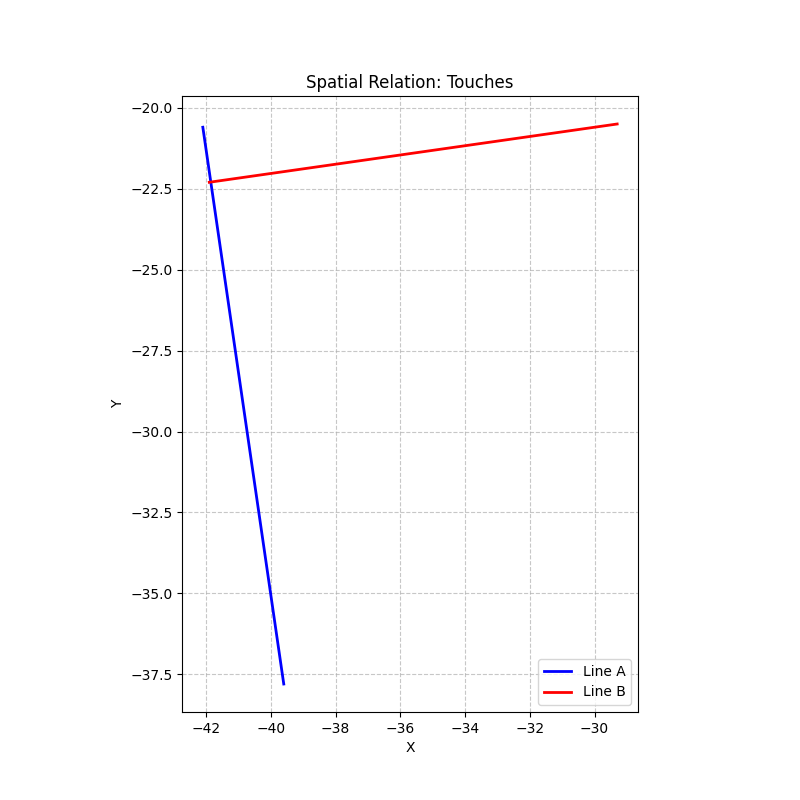 Spatial Relation: Touches
−20.0
−22.5
−25.0
−27.5
−30.0
−32.5
−35.0
−37.5
Y
Line A
Line B
−42 −40 −38 −36 −34 −32 −30
X